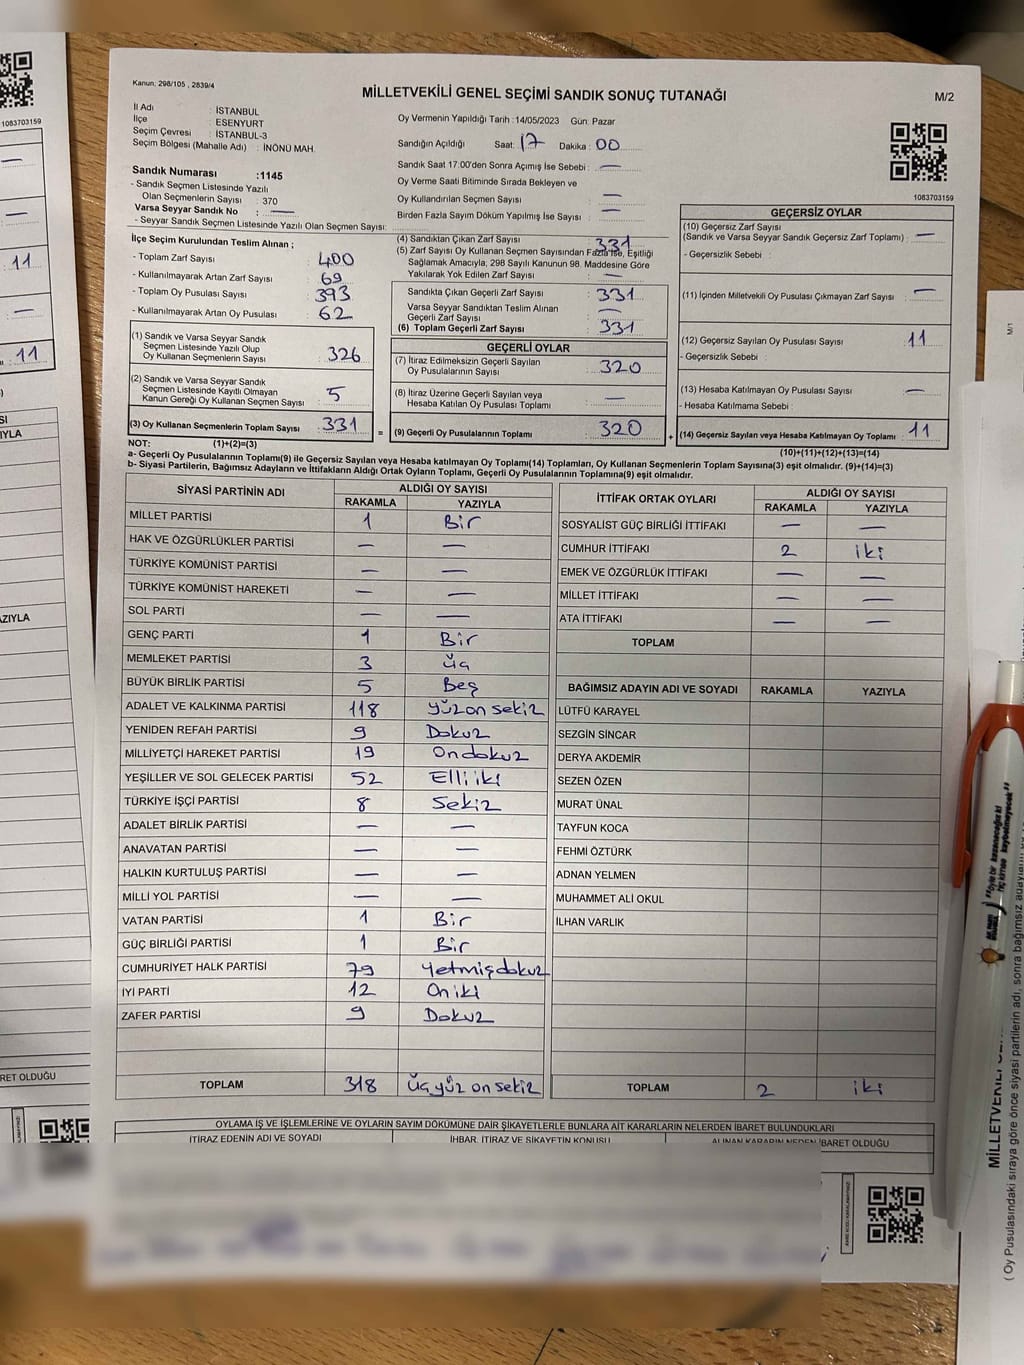 Kanun: 298/105 , 2839/4
MİLLETVEKİLİ GENEL SEÇİMİ SANDIK SONUÇ TUTANAĞI
M/2
İl Adı : İSTANBUL
İlçe : ESENYURT
Seçim Çevresi : İSTANBUL-3
Seçim Bölgesi (Mahalle Adı) : İNÖNÜ MAH.
Oy Vermenin Yapıldığı Tarih :14/05/2023 Gün: Pazar
Sandığın Açıldığı Saat: 17 Dakika : 00
Sandık Saat 17:00'den Sonra Açımış İse Sebebi : —
Oy Verme Saati Bitiminde Sırada Bekleyen ve
Oy Kullandırılan Seçmen Sayısı : —
Birden Fazla Sayım Döküm Yapılmış İse Sayısı : —
1083703159
Sandık Numarası :1145
- Sandık Seçmen Listesinde Yazılı
Olan Seçmenlerin Sayısı : 370
Varsa Seyyar Sandık No : —
- Seyyar Sandık Seçmen Listesinde Yazılı Olan Seçmen Sayısı:
İlçe Seçim Kurulundan Teslim Alınan ;
- Toplam Zarf Sayısı : 400
- Kullanılmayarak Artan Zarf Sayısı : 69
- Toplam Oy Pusulası Sayısı : 393
- Kullanılmayarak Artan Oy Pusulası : 62
(1) Sandık ve Varsa Seyyar Sandık
Seçmen Listesinde Yazılı Olup
Oy Kullanan Seçmenlerin Sayısı : 326
(2) Sandık ve Varsa Seyyar Sandık
Seçmen Listesinde Kayıtlı Olmayan
Kanun Gereği Oy Kullanan Seçmen Sayısı : 5
(3) Oy Kullanan Seçmenlerin Toplam Sayısı : 331
(4) Sandıktan Çıkan Zarf Sayısı : 331
(5) Zarf Sayısı Oy Kullanan Seçmen Sayısından Fazla ise, Eşitliği
Sağlamak Amacıyla, 298 Sayılı Kanunun 98. Maddesine Göre
Yakılarak Yok Edilen Zarf Sayısı : —
Sandıkta Çıkan Geçerli Zarf Sayısı : 331
Varsa Seyyar Sandıktan Teslim Alınan
Geçerli Zarf Sayısı : —
(6) Toplam Geçerli Zarf Sayısı : 331
GEÇERLİ OYLAR
(7) İtiraz Edilmeksizin Geçerli Sayılan
Oy Pusulalarının Sayısı : 320
(8) İtiraz Üzerine Geçerli Sayılan veya
Hesaba Katılan Oy Pusulası Toplamı : —
= (9) Geçerli Oy Pusulalarının Toplamı : 320
GEÇERSİZ OYLAR
(10) Geçersiz Zarf Sayısı
(Sandık ve Varsa Seyyar Sandık Geçersiz Zarf Toplamı) : —
- Geçersizlik Sebebi :
(11) İçinden Milletvekili Oy Pusulası Çıkmayan Zarf Sayısı : —
(12) Geçersiz Sayılan Oy Pusulası Sayısı : 11
- Geçersizlik Sebebi :
(13) Hesaba Katılmayan Oy Pusulası Sayısı : —
- Hesaba Katılmama Sebebi :
+ (14) Geçersiz Sayılan veya Hesaba Katılmayan Oy Toplamı : 11
NOT: (1)+(2)=(3)
(10)+(11)+(12)+(13)=(14)
a- Geçerli Oy Pusulalarının Toplamı(9) ile Geçersiz Sayılan veya Hesaba katılmayan Oy Toplamı(14) Toplamları, Oy Kullanan Seçmenlerin Toplam Sayısına(3) eşit olmalıdır. (9)+(14)=(3)
b- Siyasi Partilerin, Bağımsız Adayların ve İttifakların Aldığı Ortak Oyların Toplamı, Geçerli Oy Pusulalarının Toplamına(9) eşit olmalıdır.
SİYASİ PARTİNİN ADI
ALDIĞI OY SAYISI
RAKAMLA YAZIYLA
MİLLET PARTİSİ 1 Bir
HAK VE ÖZGÜRLÜKLER PARTİSİ — —
TÜRKİYE KOMÜNİST PARTİSİ — —
TÜRKİYE KOMÜNİST HAREKETİ — —
SOL PARTİ — —
GENÇ PARTİ 1 Bir
MEMLEKET PARTİSİ 3 üç
BÜYÜK BİRLİK PARTİSİ 5 Beş
ADALET VE KALKINMA PARTİSİ 118 yüz on sekiz
YENİDEN REFAH PARTİSİ 9 Dokuz
MİLLİYETÇİ HAREKET PARTİSİ 19 On dokuz
YEŞİLLER VE SOL GELECEK PARTİSİ 52 Elli iki
TÜRKİYE İŞÇİ PARTİSİ 8 Sekiz
ADALET BİRLİK PARTİSİ — —
ANAVATAN PARTİSİ — —
HALKIN KURTULUŞ PARTİSİ — —
MİLLİ YOL PARTİSİ — —
VATAN PARTİSİ 1 Bir
GÜÇ BİRLİĞİ PARTİSİ 1 Bir
CUMHURİYET HALK PARTİSİ 79 Yetmiş dokuz
İYİ PARTİ 12 On iki
ZAFER PARTİSİ 9 Dokuz
TOPLAM 318 üç yüz on sekiz
İTTİFAK ORTAK OYLARI
ALDIĞI OY SAYISI
RAKAMLA YAZIYLA
SOSYALİST GÜÇ BİRLİĞİ İTTİFAKI — —
CUMHUR İTTİFAKI 2 iki
EMEK VE ÖZGÜRLÜK İTTİFAKI — —
MİLLET İTTİFAKI — —
ATA İTTİFAKI — —
TOPLAM
BAĞIMSIZ ADAYIN ADI VE SOYADI RAKAMLA YAZIYLA
LÜTFÜ KARAYEL
SEZGİN SİNCAR
DERYA AKDEMİR
SEZEN ÖZEN
MURAT ÜNAL
TAYFUN KOCA
FEHMİ ÖZTÜRK
ADNAN YELMEN
MUHAMMET ALİ OKUL
İLHAN VARLIK
TOPLAM 2 iki
OYLAMA İŞ VE İŞLEMLERİNE VE OYLARIN SAYIM DÖKÜMÜNE DAİR ŞİKAYETLERLE BUNLARA AİT KARARLARIN NELERDEN İBARET BULUNDUKLARI
İTİRAZ EDENİN ADI VE SOYADI İHBAR, İTİRAZ VE ŞİKAYETİN KONUSU ALINAN KARARIN NEDEN İBARET OLDUĞU
1083703159
11
11
YAZIYLA
RET OLDUĞU
M/1
( Oy Pusulasındaki sıraya göre önce siyasi partilerin adı, sonra bağımsız adayların